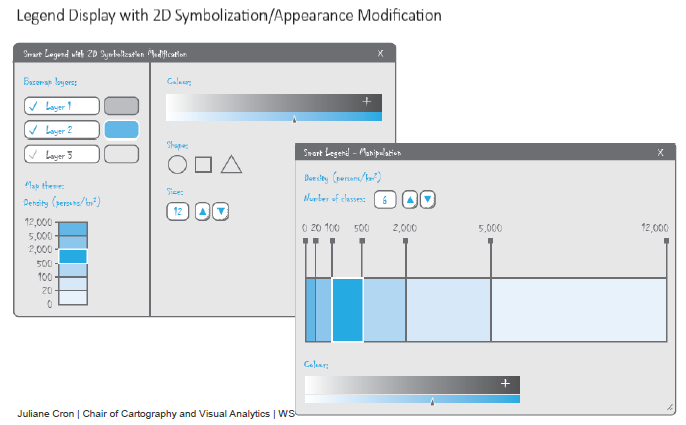 Legend Display with 2D Symbolization/Appearance Modification
Smart Legend with 2D Symbolization Modification X
Basemap layers:
Layer 1
Layer 2
Layer 3
Map theme:
Density (persons/km²)
12,000
5,000
2,000
500
100
20
0
Colour:
+
Shape:
Size:
12
Smart Legend - Manipulation X
Density (persons/km²)
Number of classes: 6
0 20 100 500 2,000 5,000 12,000
Colour:
+
Juliane Cron | Chair of Cartography and Visual Analytics | WS